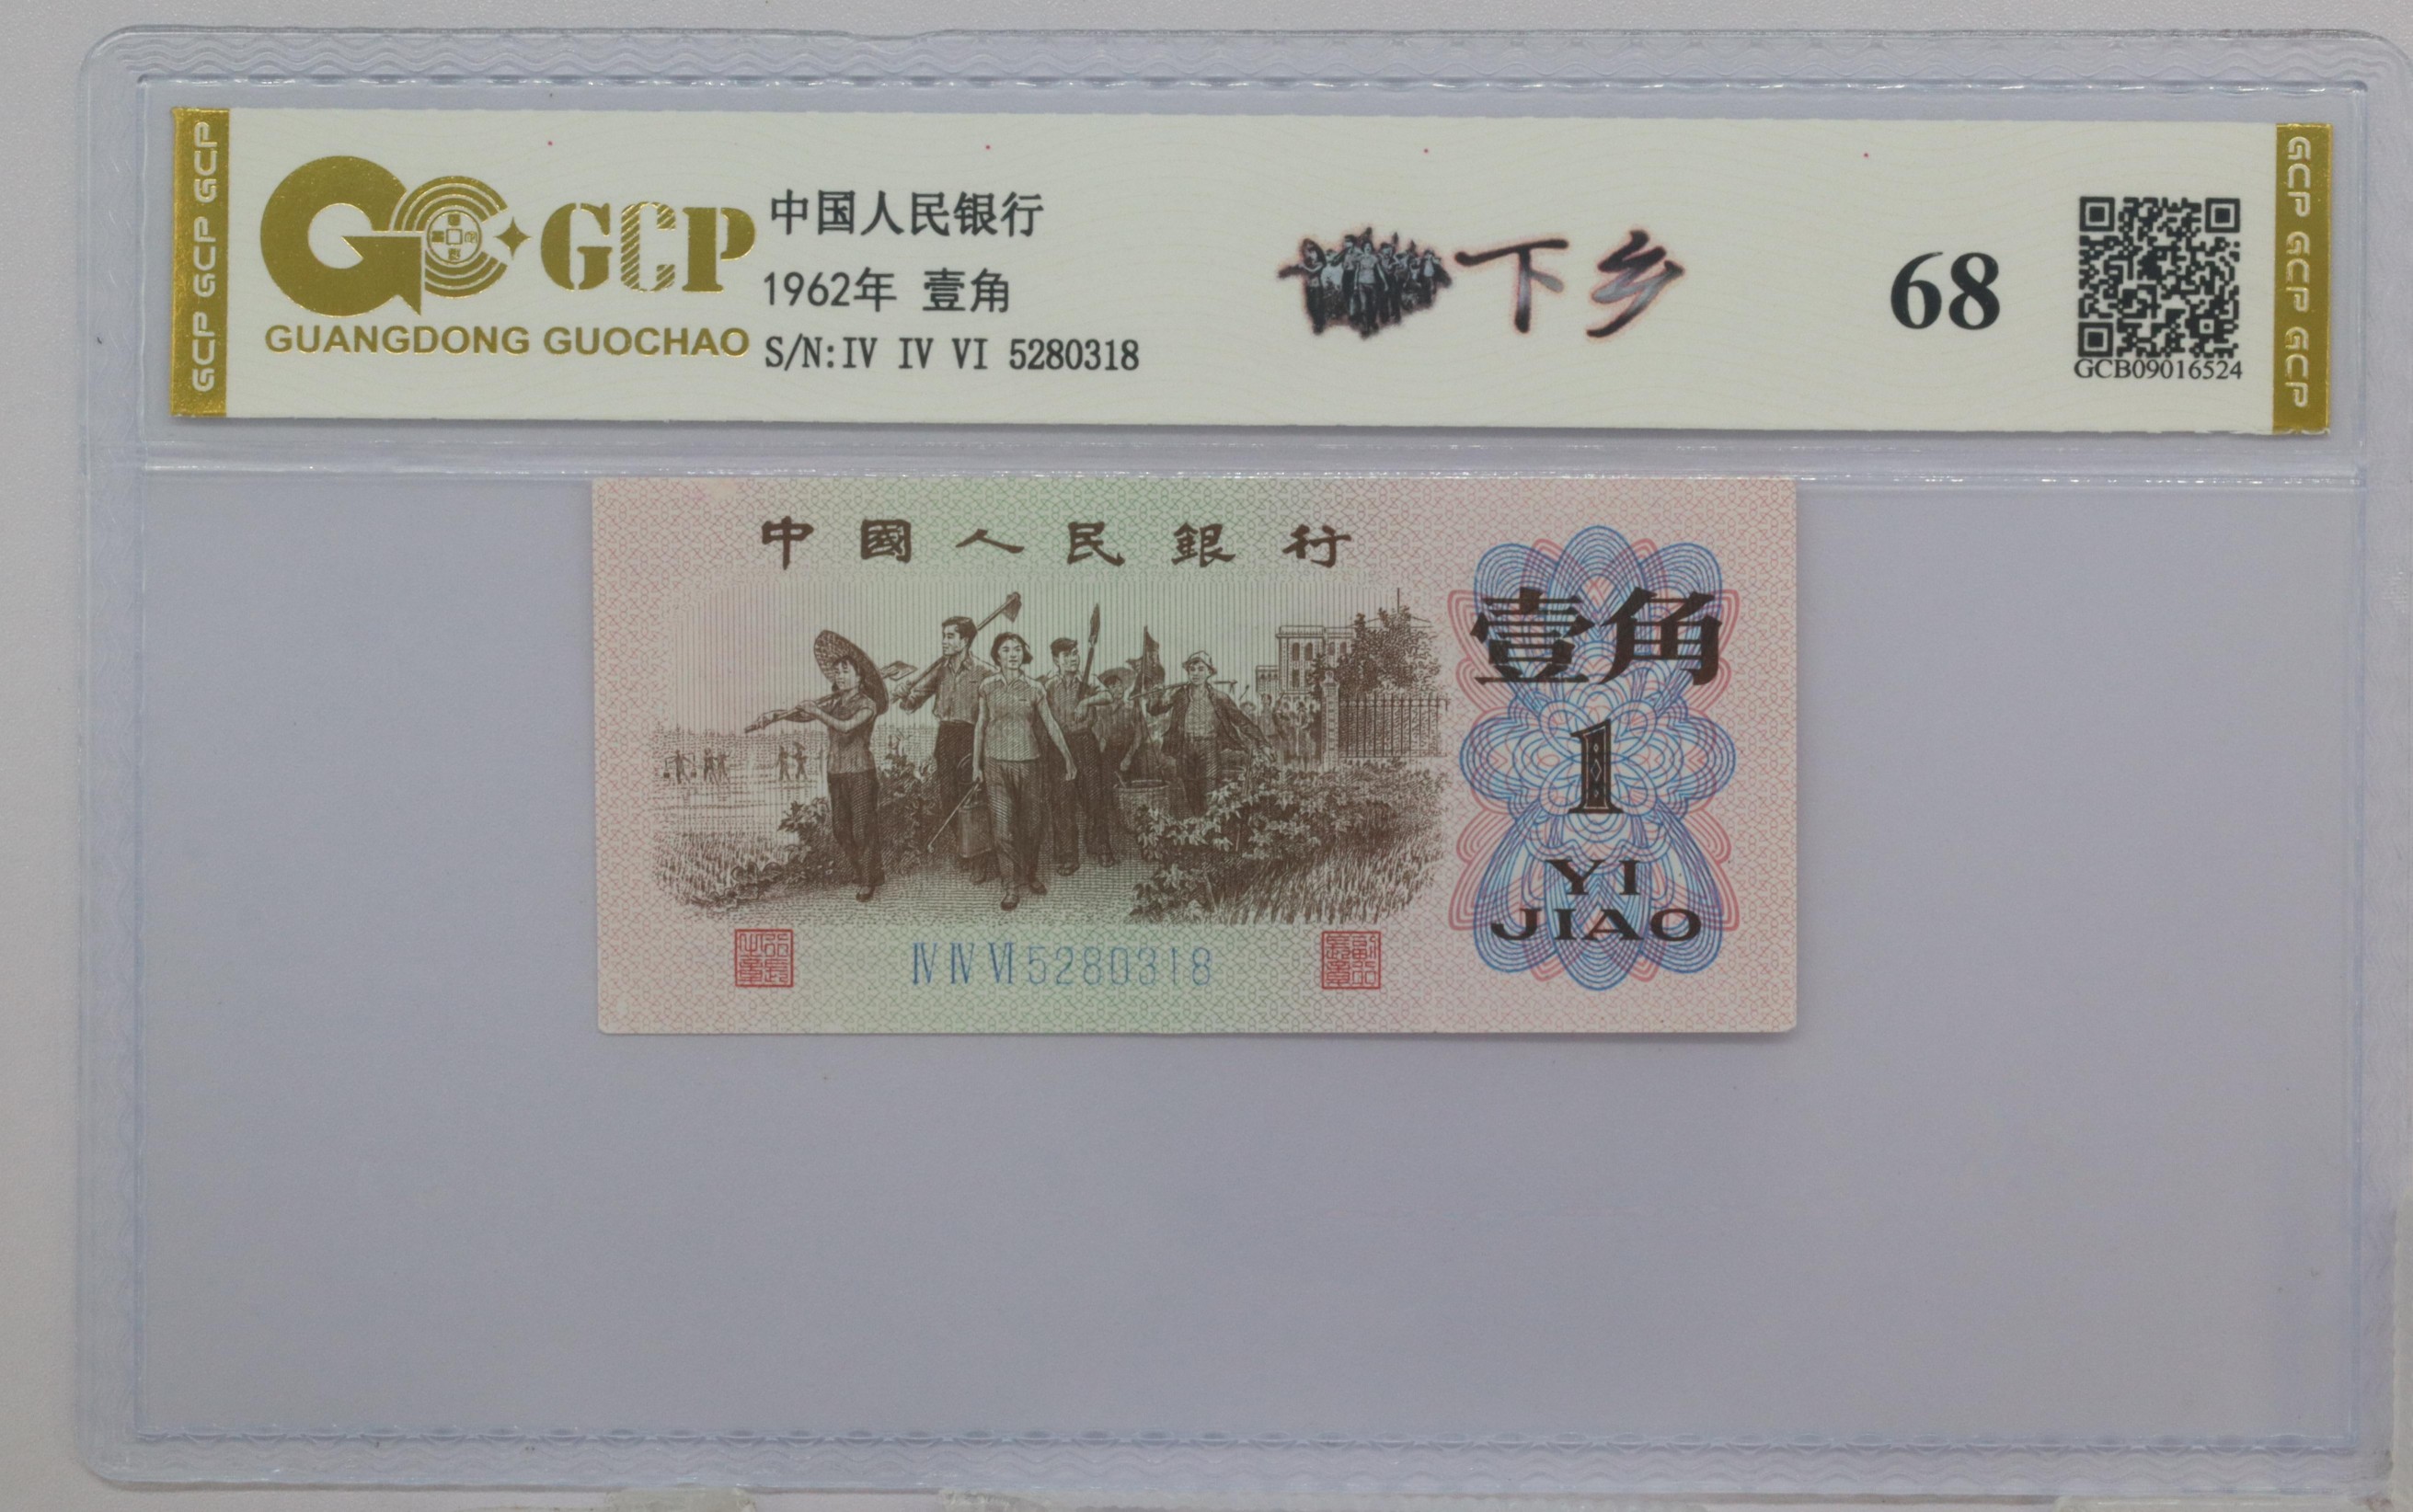 GCP GCP GCP
GCP
GUANGDONG GUOCHAO
中国人民银行
1962年 壹角
S/N:IV IV VI 5280318
下乡
68
GCB09016524
GCP GCP GCP
中國人民銀行
壹角
1
YI
JIAO
IV IV VI 5280318